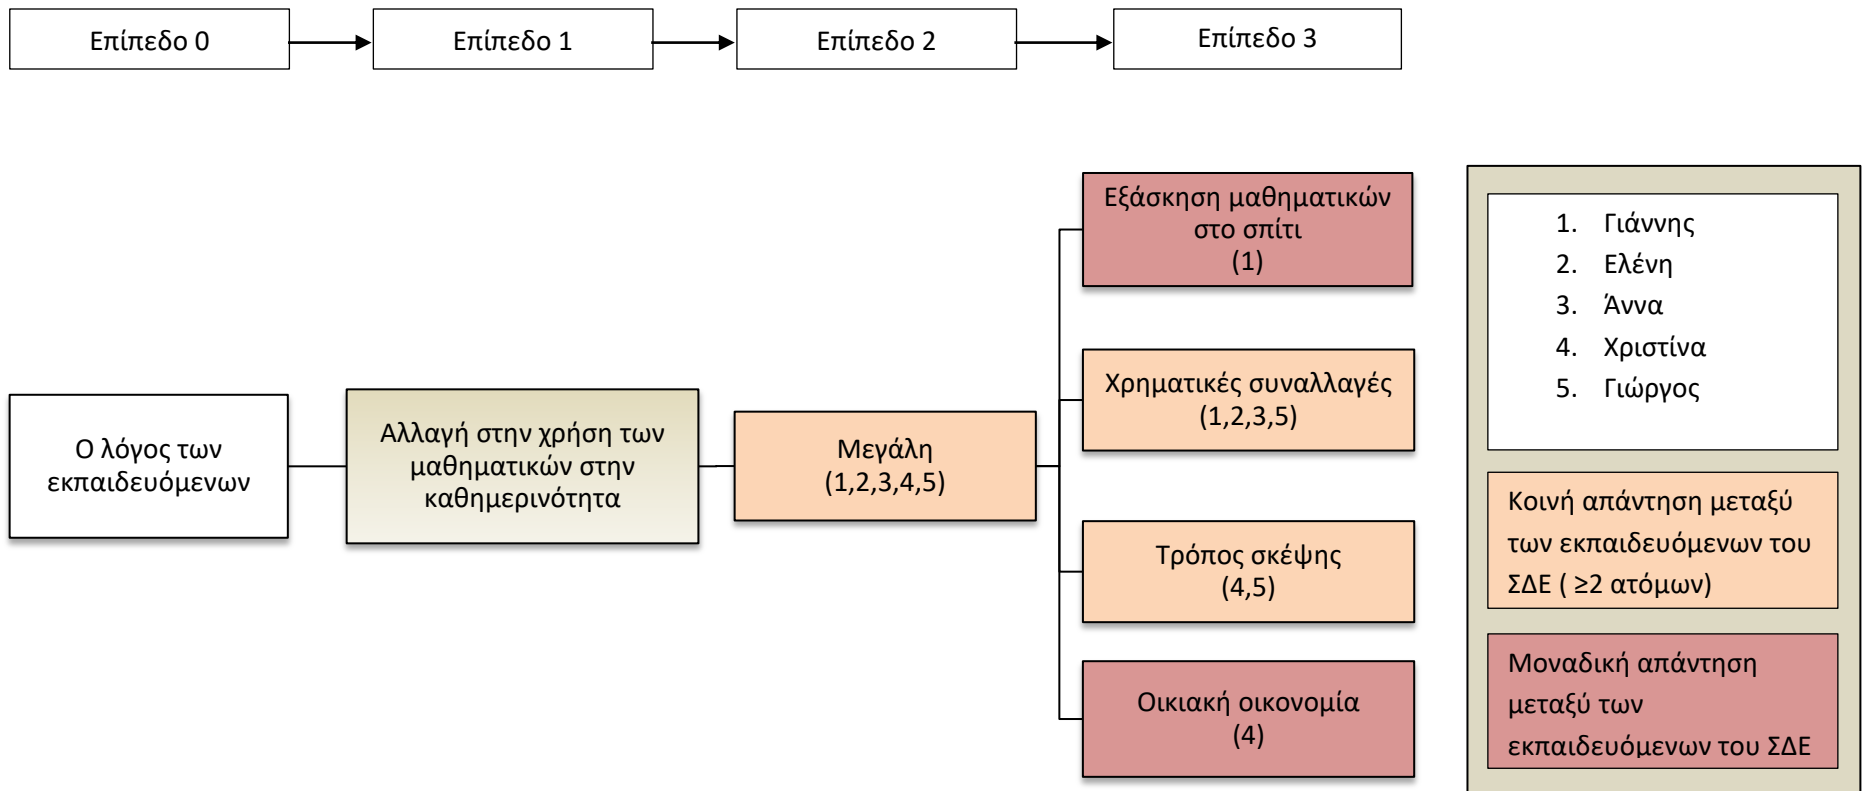 Επίπεδο 0
Επίπεδο 1
Επίπεδο 2
Επίπεδο 3
Ο λόγος των
εκπαιδευόμενων
Αλλαγή στην χρήση των
μαθηματικών στην
καθημερινότητα
Μεγάλη
(1,2,3,4,5)
Εξάσκηση μαθηματικών
στο σπίτι
(1)
Χρηματικές συναλλαγές
(1,2,3,5)
Τρόπος σκέψης
(4,5)
Οικιακή οικονομία
(4)
1. Γιάννης
2. Ελένη
3. Άννα
4. Χριστίνα
5. Γιώργος
Κοινή απάντηση μεταξύ
των εκπαιδευόμενων του
ΣΔΕ ( ≥2 ατόμων)
Μοναδική απάντηση
μεταξύ των
εκπαιδευόμενων του ΣΔΕ